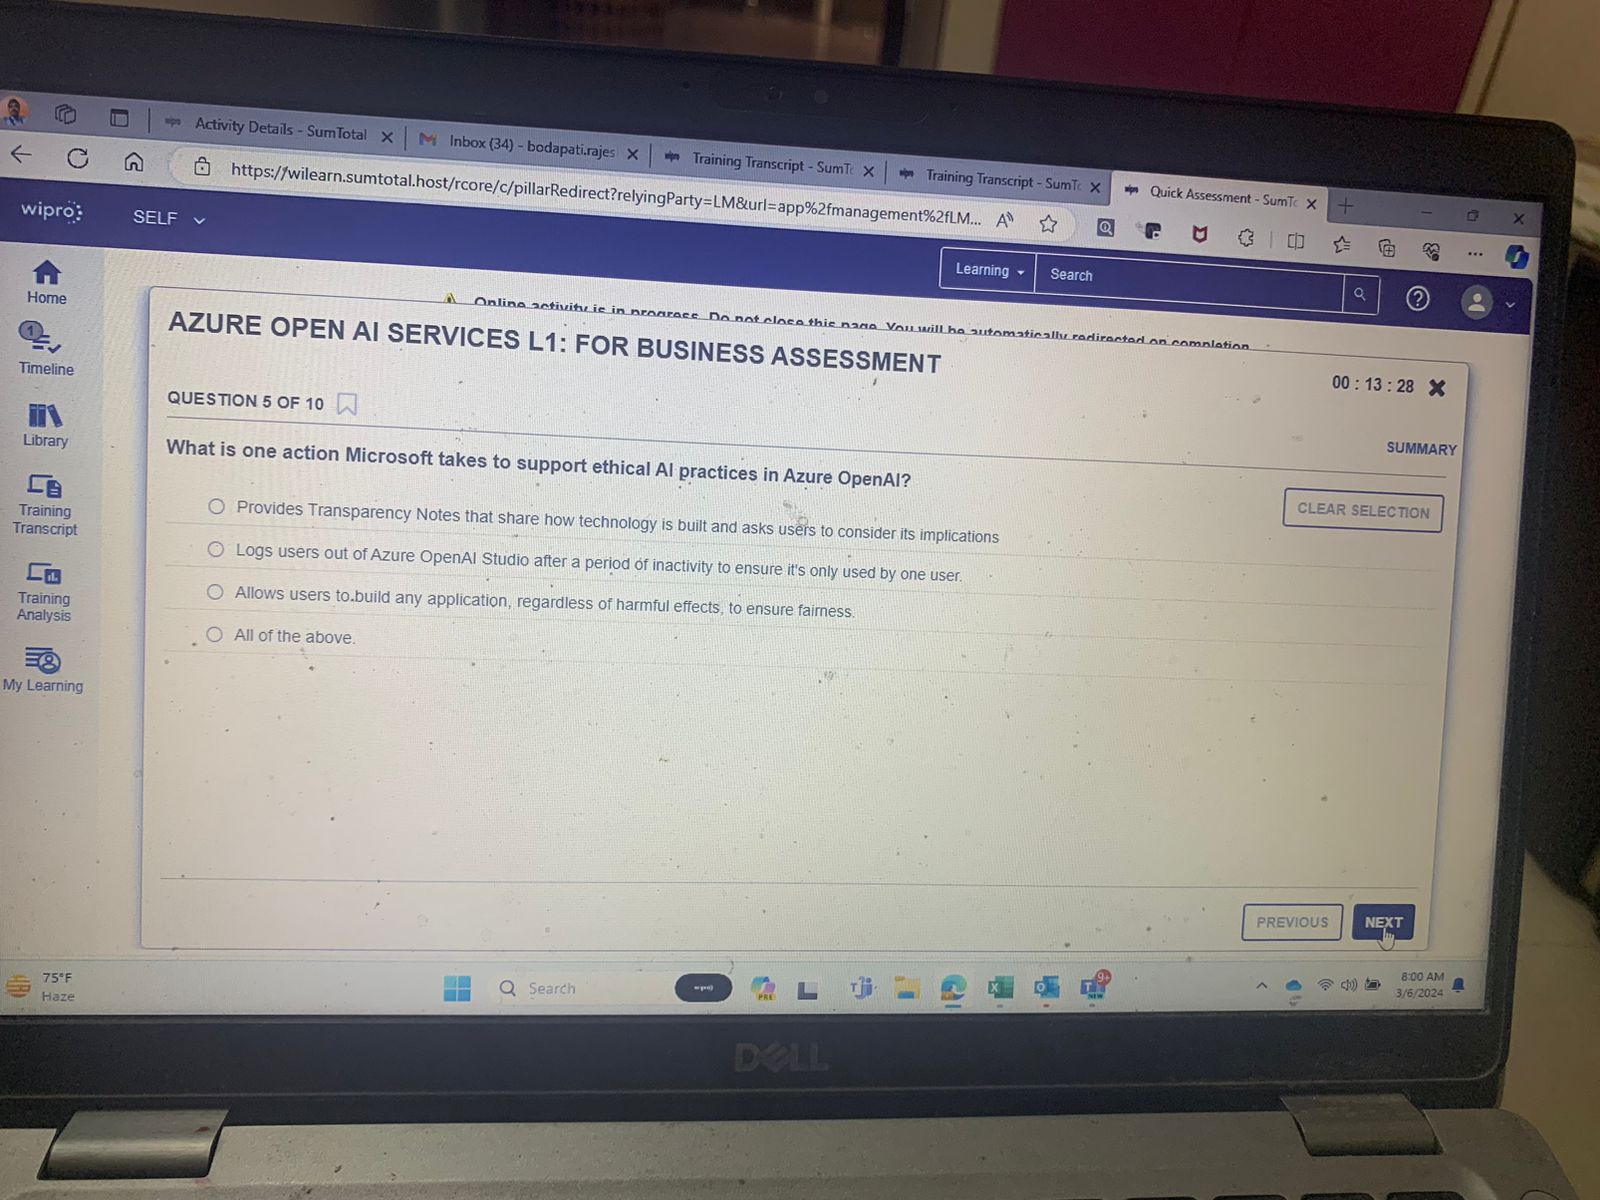 Activity Details - SumTotal
Inbox (34) - bodapati.rajes
Training Transcript - SumTc
Training Transcript - SumTc
Quick Assessment - SumTc
https://wilearn.sumtotal.host/rcore/c/pillarRedirect?relyingParty=LM&url=app%2fmanagement%2fLM...
wipro
SELF
Learning
Search
Home
1
Timeline
Library
Training
Transcript
Training
Analysis
My Learning
Online activity is in progress. Do not close this page. You will be automatically redirected on completion.
AZURE OPEN AI SERVICES L1: FOR BUSINESS ASSESSMENT
00 : 13 : 28
QUESTION 5 OF 10
SUMMARY
What is one action Microsoft takes to support ethical AI practices in Azure OpenAI?
CLEAR SELECTION
Provides Transparency Notes that share how technology is built and asks users to consider its implications
Logs users out of Azure OpenAI Studio after a period of inactivity to ensure it's only used by one user.
Allows users to build any application, regardless of harmful effects, to ensure fairness.
All of the above.
PREVIOUS
NEXT
75°F
Haze
Search
wipro
PRE
9+
NEW
8:00 AM
3/6/2024
DELL